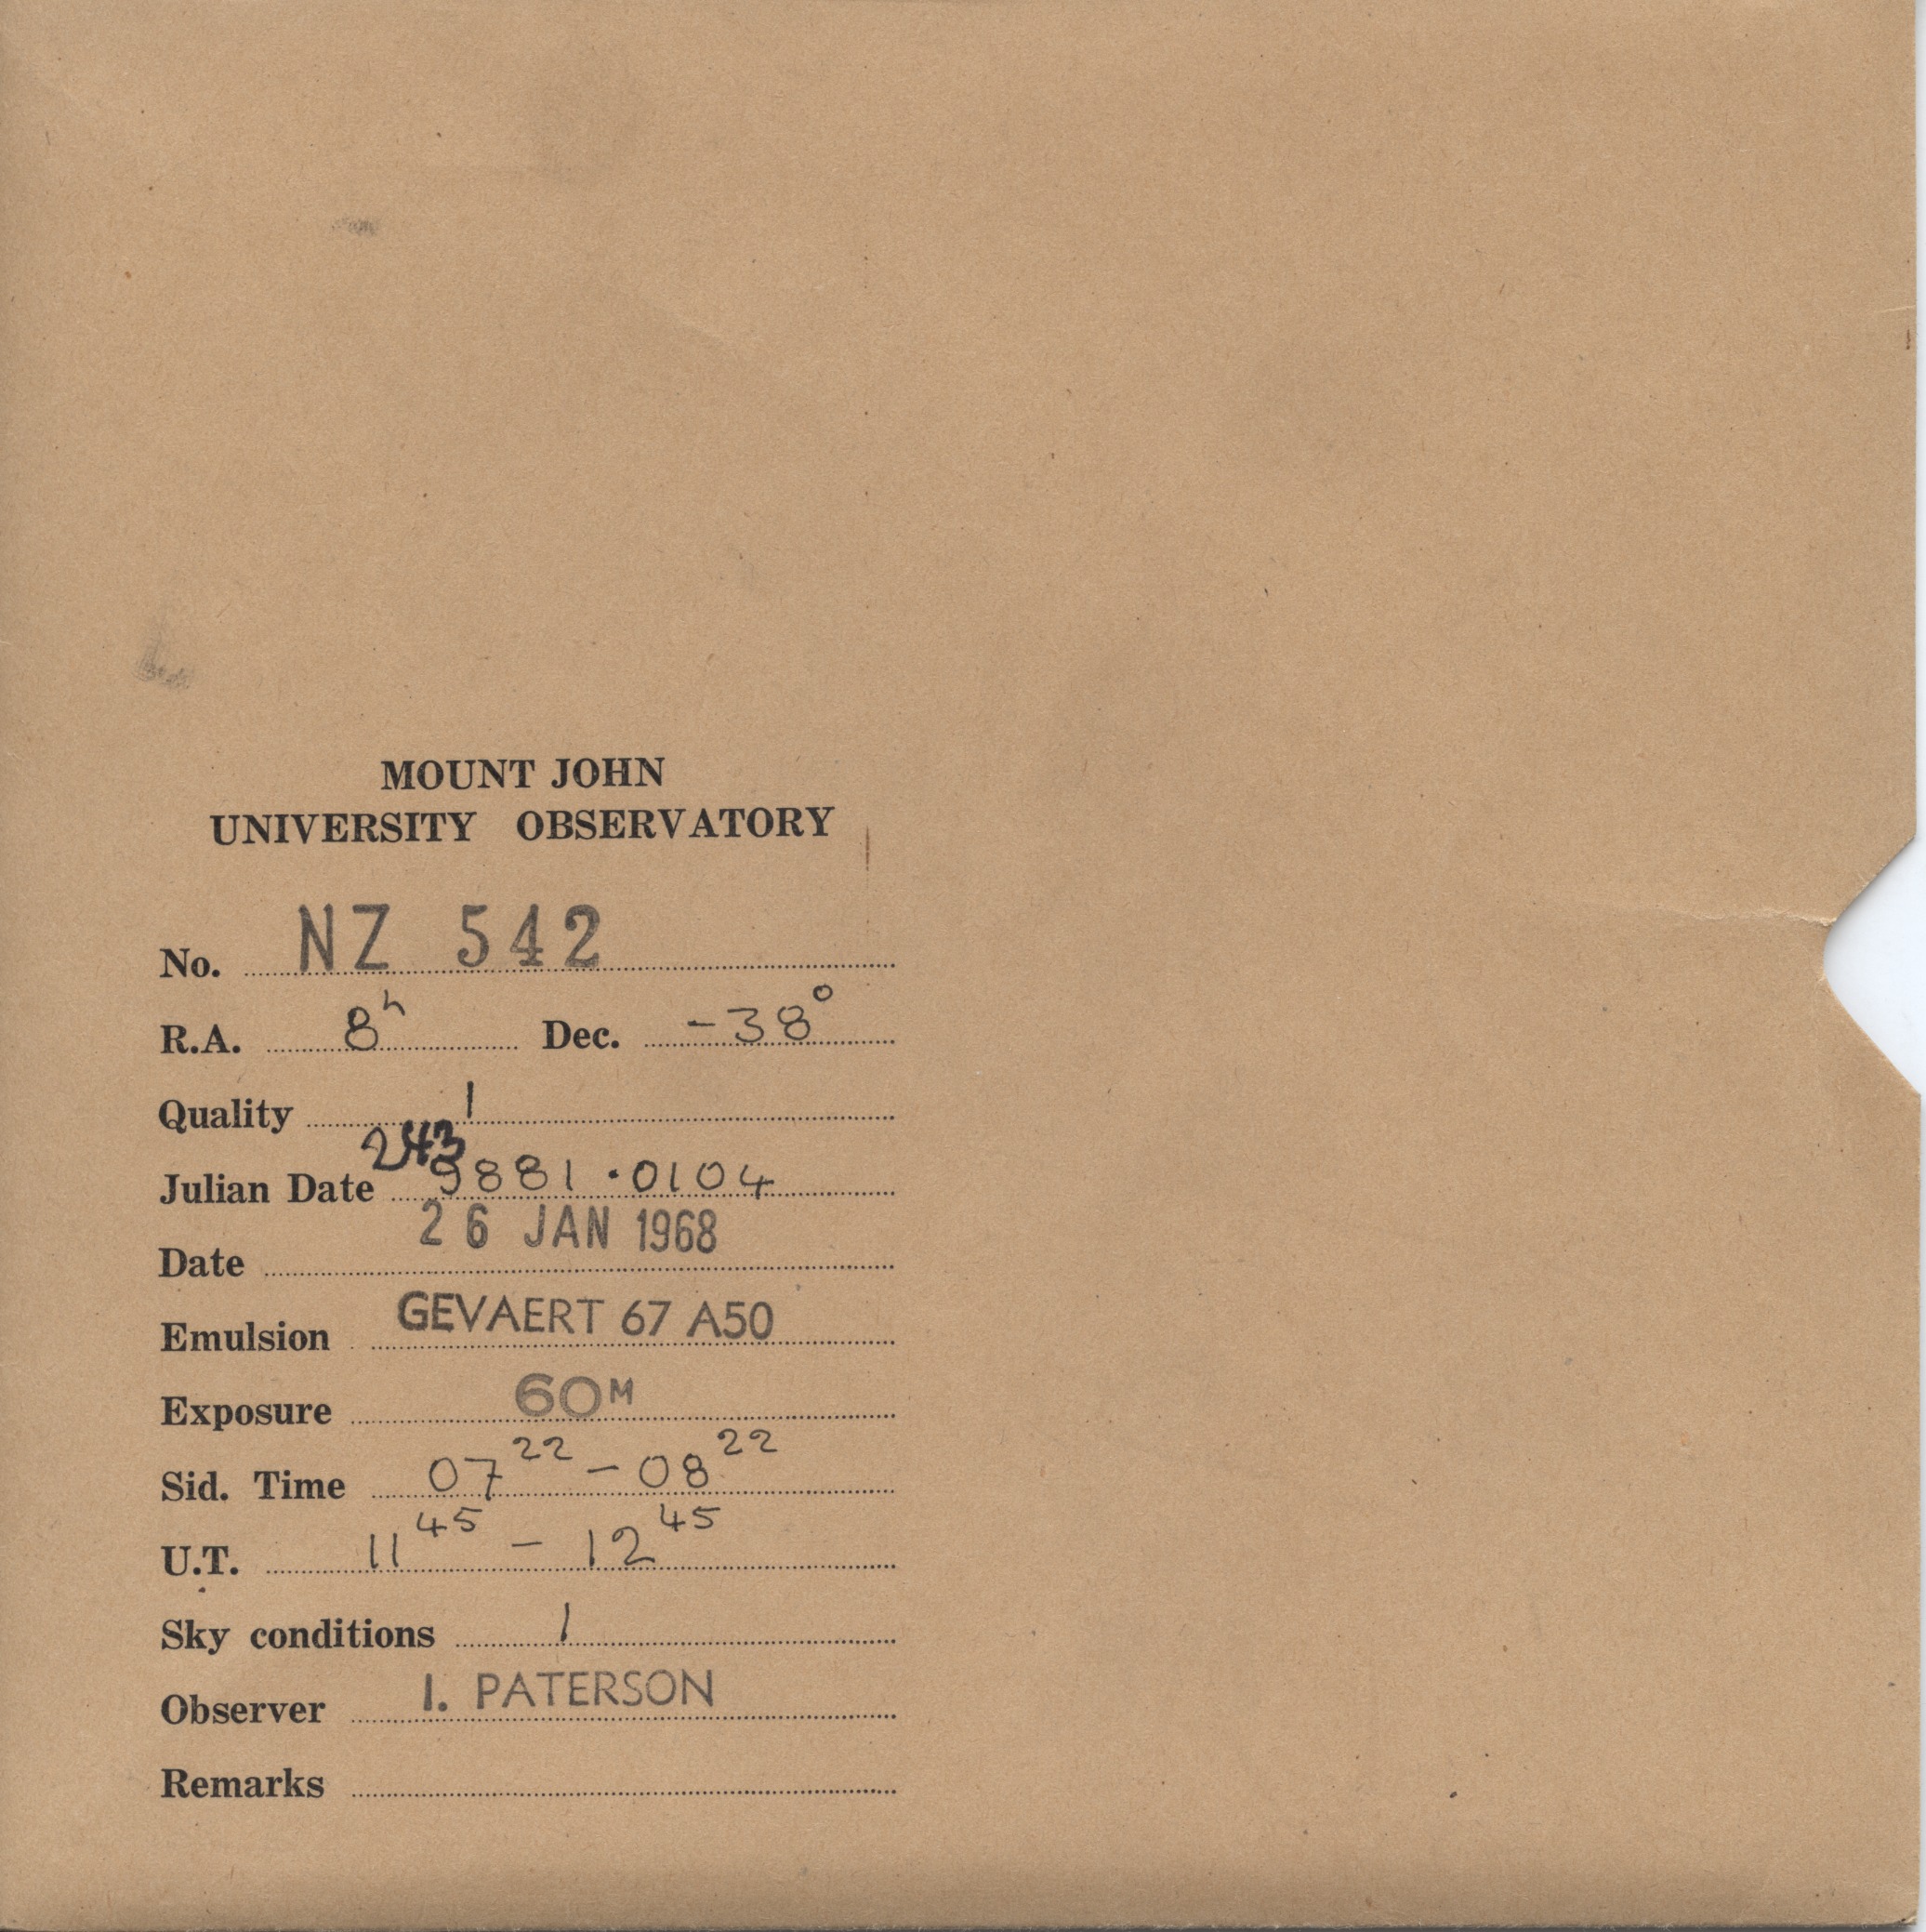 MOUNT JOHN
UNIVERSITY OBSERVATORY
No. NZ 542
R.A. 8h Dec. -38°
Quality 1
Julian Date 2439881.0104
Date 26 JAN 1968
Emulsion GEVAERT 67 A50
Exposure 60M
Sid. Time 07 22 - 08 22
U.T. 11 45 - 12 45
Sky conditions 1
Observer I. PATERSON
Remarks